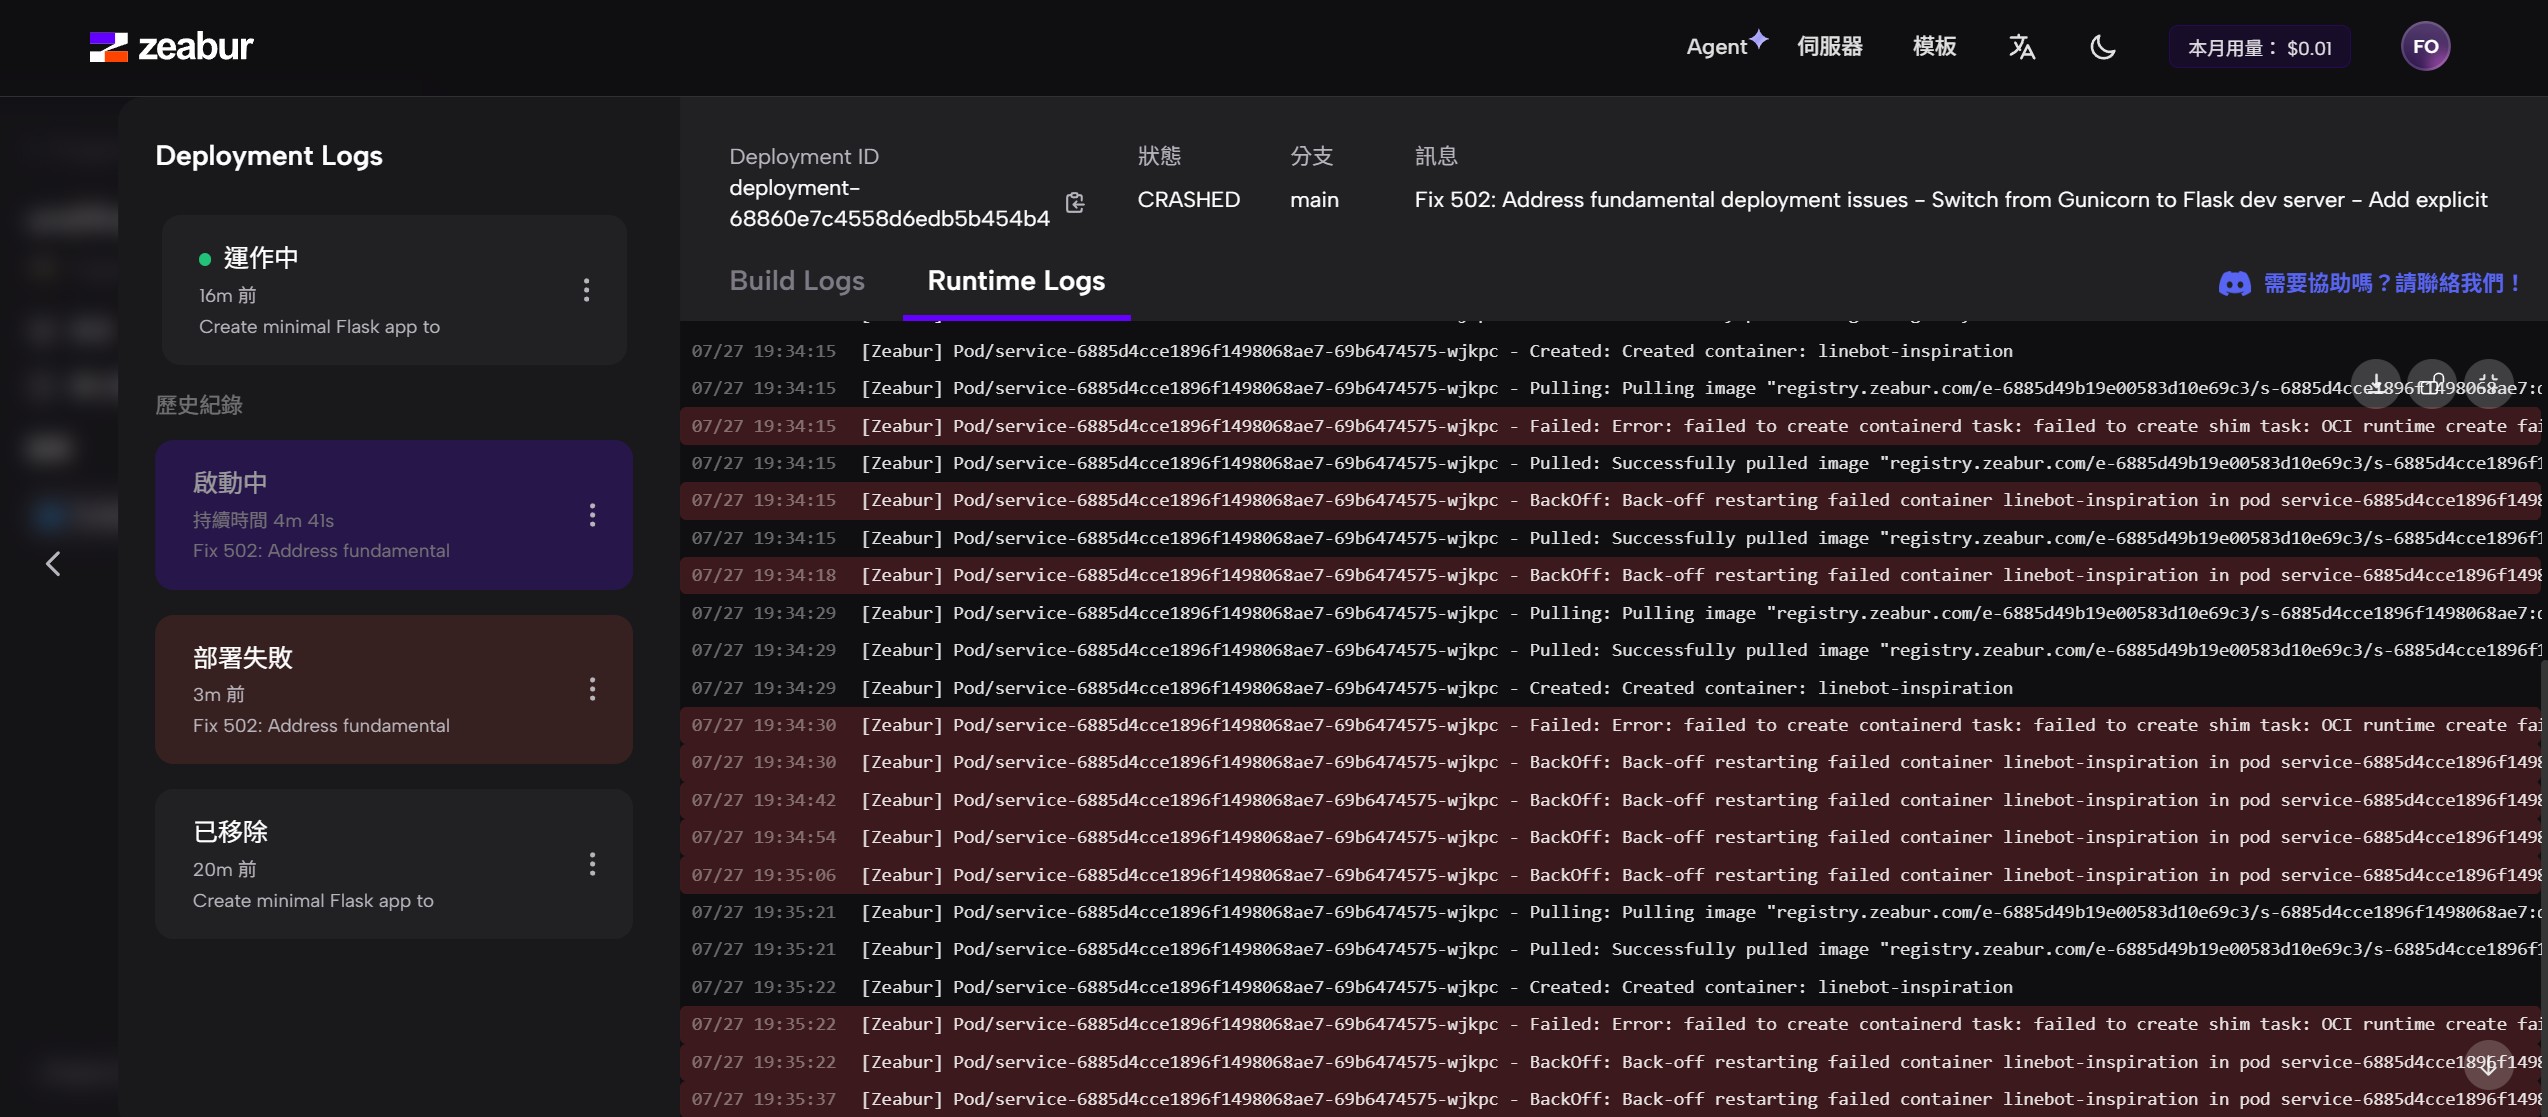 zeabur
Agent
伺服器
模板
本月用量： $0.01
FO
Deployment Logs
運作中
16m 前
Create minimal Flask app to
歷史紀錄
啟動中
持續時間 4m 41s
Fix 502: Address fundamental
部署失敗
3m 前
Fix 502: Address fundamental
已移除
20m 前
Create minimal Flask app to
Deployment ID
deployment-
68860e7c4558d6edb5b454b4
狀態
CRASHED
分支
main
訊息
Fix 502: Address fundamental deployment issues - Switch from Gunicorn to Flask dev server - Add explicit
Build Logs
Runtime Logs
需要協助嗎？請聯絡我們！
07/27 19:34:15 [Zeabur] Pod/service-6885d4cce1896f1498068ae7-69b6474575-wjkpc - Created: Created container: linebot-inspiration
07/27 19:34:15 [Zeabur] Pod/service-6885d4cce1896f1498068ae7-69b6474575-wjkpc - Pulling: Pulling image "registry.zeabur.com/e-6885d49b19e00583d10e69c3/s-6885d4cce1896f1498068ae7:
07/27 19:34:15 [Zeabur] Pod/service-6885d4cce1896f1498068ae7-69b6474575-wjkpc - Failed: Error: failed to create containerd task: failed to create shim task: OCI runtime create fai
07/27 19:34:15 [Zeabur] Pod/service-6885d4cce1896f1498068ae7-69b6474575-wjkpc - Pulled: Successfully pulled image "registry.zeabur.com/e-6885d49b19e00583d10e69c3/s-6885d4cce1896f1
07/27 19:34:15 [Zeabur] Pod/service-6885d4cce1896f1498068ae7-69b6474575-wjkpc - BackOff: Back-off restarting failed container linebot-inspiration in pod service-6885d4cce1896f149
07/27 19:34:15 [Zeabur] Pod/service-6885d4cce1896f1498068ae7-69b6474575-wjkpc - Pulled: Successfully pulled image "registry.zeabur.com/e-6885d49b19e00583d10e69c3/s-6885d4cce1896f1
07/27 19:34:18 [Zeabur] Pod/service-6885d4cce1896f1498068ae7-69b6474575-wjkpc - BackOff: Back-off restarting failed container linebot-inspiration in pod service-6885d4cce1896f149
07/27 19:34:29 [Zeabur] Pod/service-6885d4cce1896f1498068ae7-69b6474575-wjkpc - Pulling: Pulling image "registry.zeabur.com/e-6885d49b19e00583d10e69c3/s-6885d4cce1896f1498068ae7:
07/27 19:34:29 [Zeabur] Pod/service-6885d4cce1896f1498068ae7-69b6474575-wjkpc - Pulled: Successfully pulled image "registry.zeabur.com/e-6885d49b19e00583d10e69c3/s-6885d4cce1896f1
07/27 19:34:29 [Zeabur] Pod/service-6885d4cce1896f1498068ae7-69b6474575-wjkpc - Created: Created container: linebot-inspiration
07/27 19:34:30 [Zeabur] Pod/service-6885d4cce1896f1498068ae7-69b6474575-wjkpc - Failed: Error: failed to create containerd task: failed to create shim task: OCI runtime create fai
07/27 19:34:30 [Zeabur] Pod/service-6885d4cce1896f1498068ae7-69b6474575-wjkpc - BackOff: Back-off restarting failed container linebot-inspiration in pod service-6885d4cce1896f149
07/27 19:34:42 [Zeabur] Pod/service-6885d4cce1896f1498068ae7-69b6474575-wjkpc - BackOff: Back-off restarting failed container linebot-inspiration in pod service-6885d4cce1896f149
07/27 19:34:54 [Zeabur] Pod/service-6885d4cce1896f1498068ae7-69b6474575-wjkpc - BackOff: Back-off restarting failed container linebot-inspiration in pod service-6885d4cce1896f149
07/27 19:35:06 [Zeabur] Pod/service-6885d4cce1896f1498068ae7-69b6474575-wjkpc - BackOff: Back-off restarting failed container linebot-inspiration in pod service-6885d4cce1896f149
07/27 19:35:21 [Zeabur] Pod/service-6885d4cce1896f1498068ae7-69b6474575-wjkpc - Pulling: Pulling image "registry.zeabur.com/e-6885d49b19e00583d10e69c3/s-6885d4cce1896f1498068ae7:
07/27 19:35:21 [Zeabur] Pod/service-6885d4cce1896f1498068ae7-69b6474575-wjkpc - Pulled: Successfully pulled image "registry.zeabur.com/e-6885d49b19e00583d10e69c3/s-6885d4cce1896f1
07/27 19:35:22 [Zeabur] Pod/service-6885d4cce1896f1498068ae7-69b6474575-wjkpc - Created: Created container: linebot-inspiration
07/27 19:35:22 [Zeabur] Pod/service-6885d4cce1896f1498068ae7-69b6474575-wjkpc - Failed: Error: failed to create containerd task: failed to create shim task: OCI runtime create fai
07/27 19:35:22 [Zeabur] Pod/service-6885d4cce1896f1498068ae7-69b6474575-wjkpc - BackOff: Back-off restarting failed container linebot-inspiration in pod service-6885d4cce1896f149
07/27 19:35:37 [Zeabur] Pod/service-6885d4cce1896f1498068ae7-69b6474575-wjkpc - BackOff: Back-off restarting failed container linebot-inspiration in pod service-6885d4cce1896f149